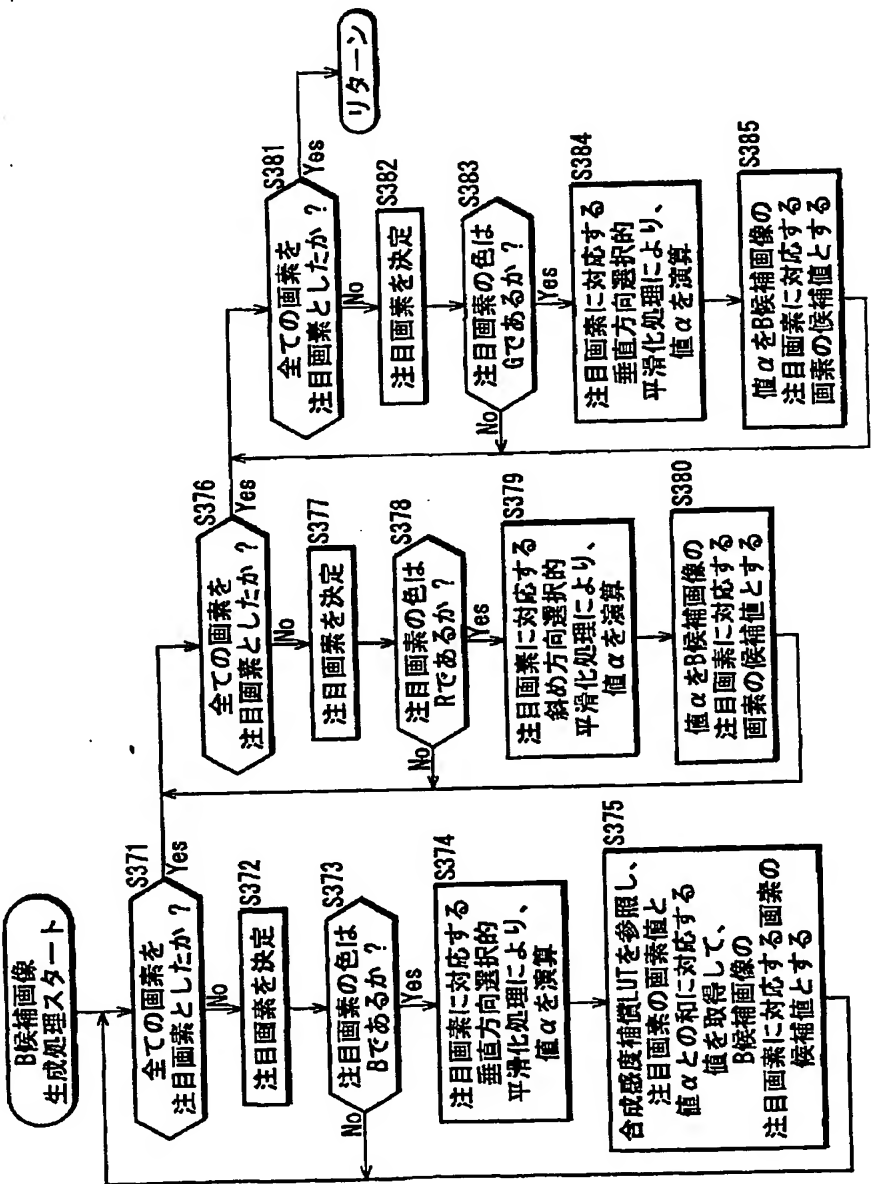 B候補画像
生成処理スタート
S371
全ての画素を
注目画素としたか?
Yes
No
S372
注目画素を決定
S373
注目画素の色は
Bであるか?
No
Yes
S374
注目画素に対応する
垂直方向選択的
平滑化処理により、
値αを演算
S375
合成感度補償LUTを参照し、
注目画素の画素値と
値αとの和に対応する
値を取得して、
B候補画像の
注目画素に対応する画素の
候補値とする
S376
全ての画素を
注目画素としたか?
Yes
No
S377
注目画素を決定
S378
注目画素の色は
Rであるか?
No
Yes
S379
注目画素に対応する
斜め方向選択的
平滑化処理により、
値αを演算
S380
値αをB候補画像の
注目画素に対応する
画素の候補値とする
S381
全ての画素を
注目画素としたか?
Yes
リターン
No
S382
注目画素を決定
S383
注目画素の色は
Gであるか?
No
Yes
S384
注目画素に対応する
垂直方向選択的
平滑化処理により、
値αを演算
S385
値αをB候補画像の
注目画素に対応する
画素の候補値とする